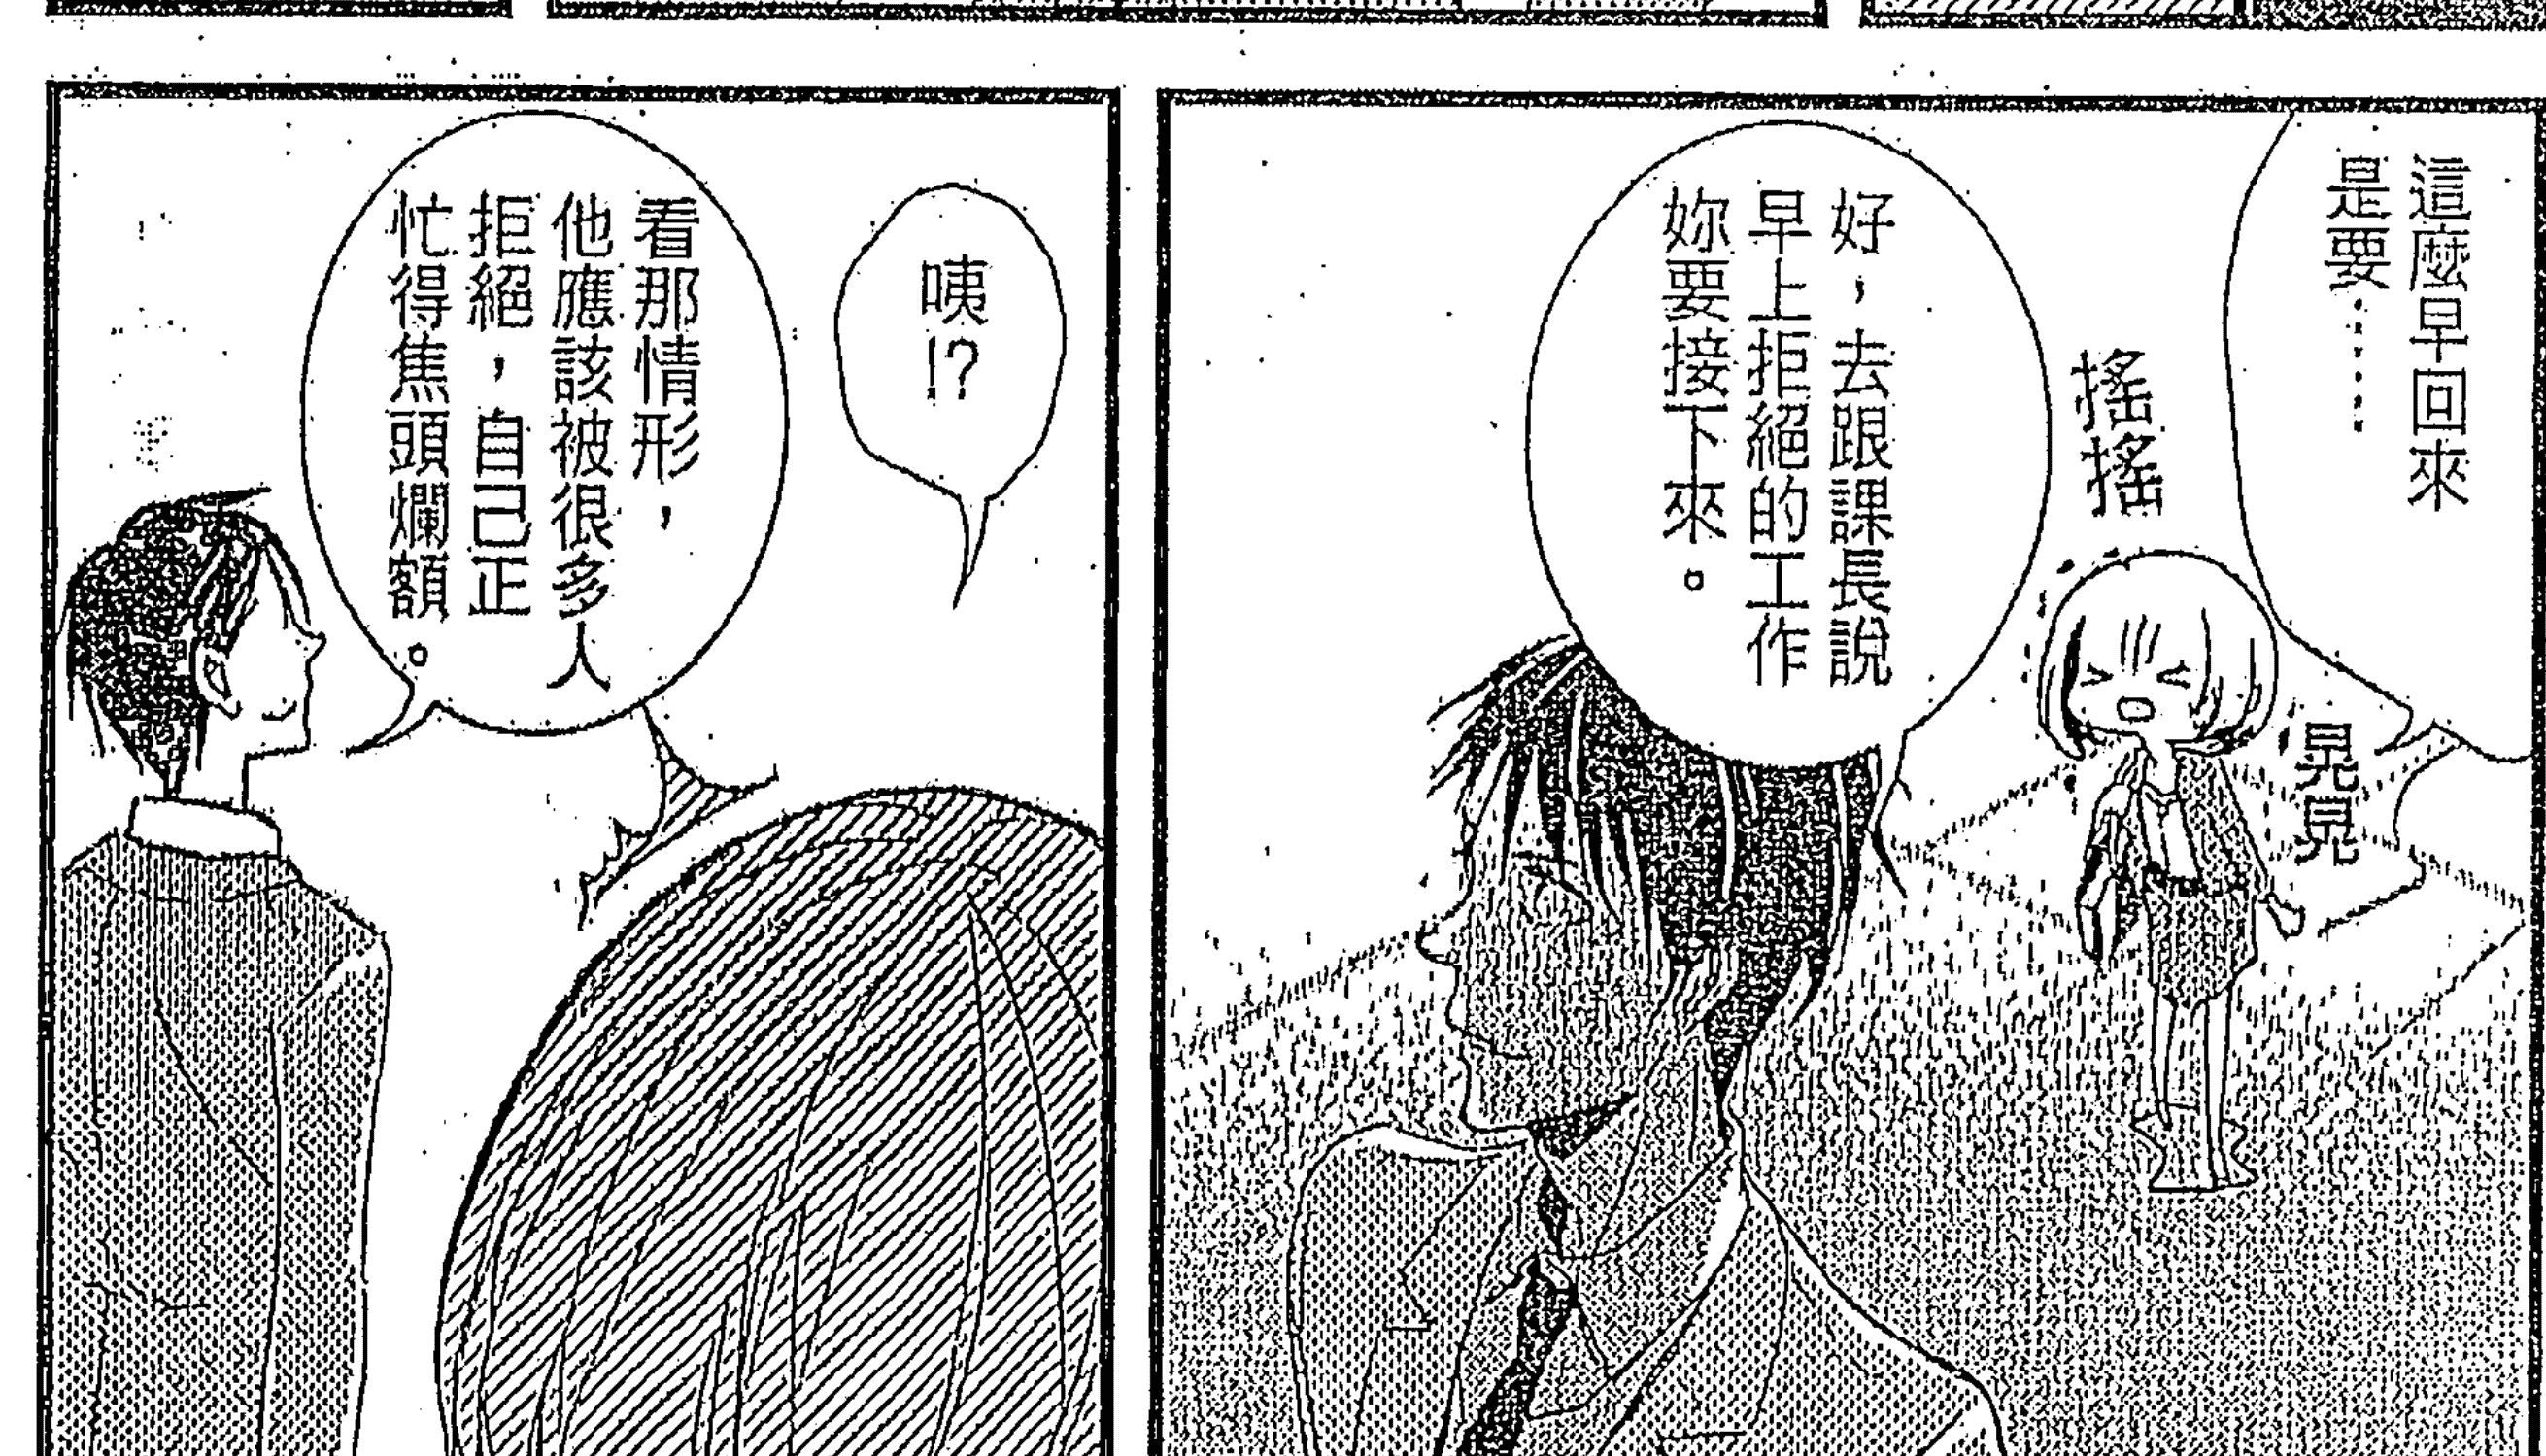 這麼早回來
是要……
搖搖
晃晃
好，去跟課長說
早上拒絕的工作
妳要接下來。
咦!?
看那情形，
他應該被很多人
拒絕，自己正
忙得焦頭爛額。